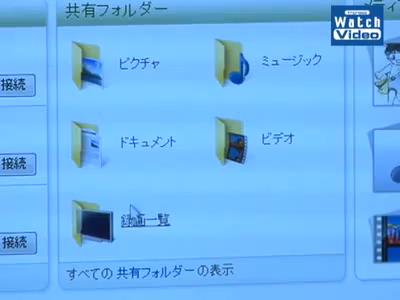 共有フォルダー
Impress
Watch
Video
ピクチャ
ミュージック
接続
ドキュメント
ビデオ
接続
録画一覧
接続
すべての 共有フォルダーの表示